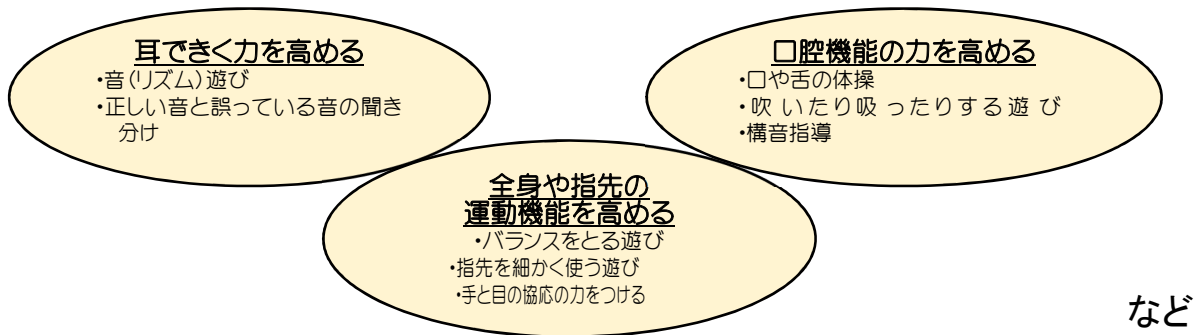 耳できく力を高める
・音(リズム)遊び
・正しい音と誤っている音の聞き
分け
口腔機能の力を高める
・口や舌の体操
・吹いたり吸ったりする遊び
・構音指導
全身や指先の
運動機能を高める
・バランスをとる遊び
・指先を細かく使う遊び
・手と目の協応の力をつける
など